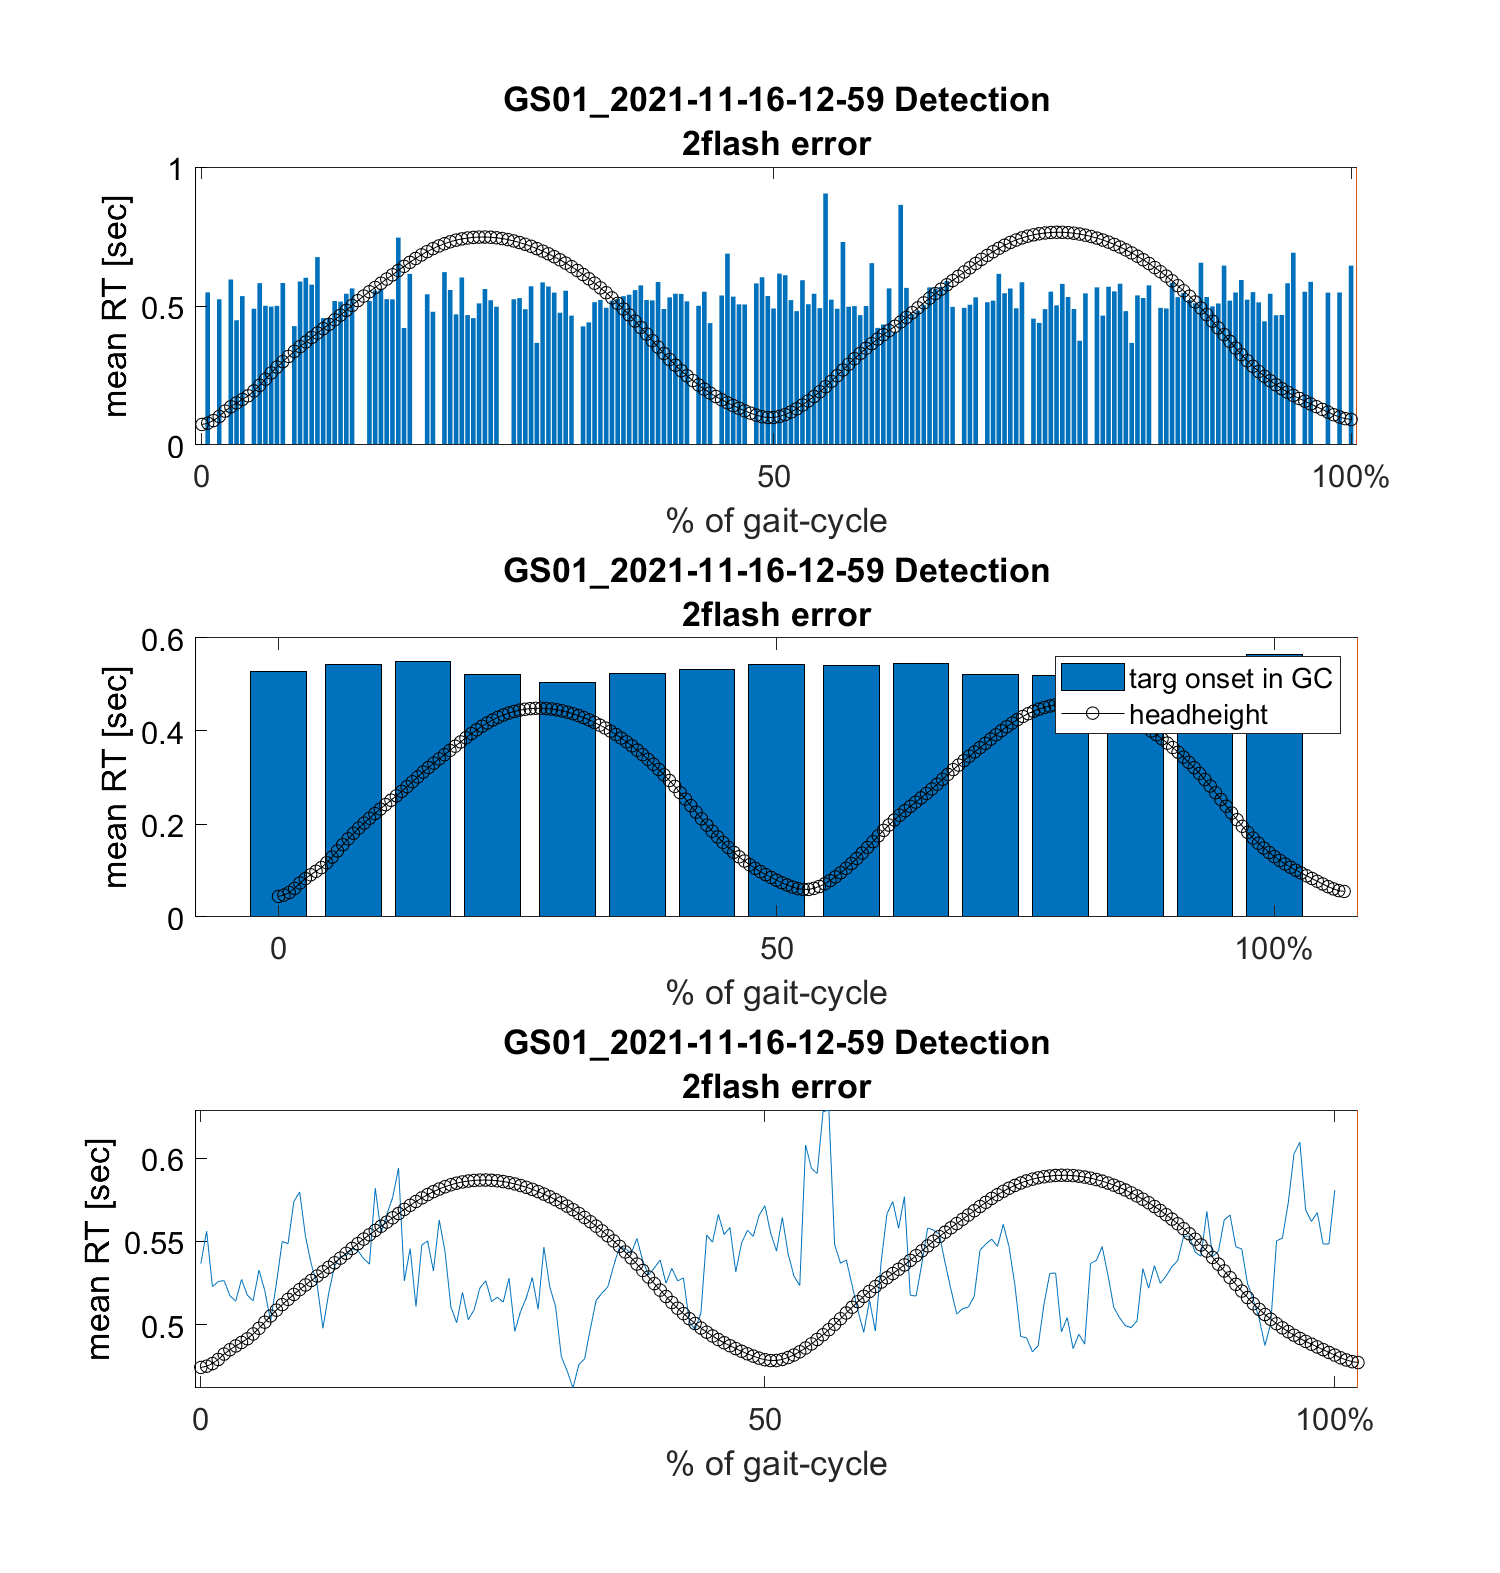 GS01_2021-11-16-12-59 Detection
2flash error
1
0.5
0
mean RT [sec]
0
50
100%
% of gait-cycle
GS01_2021-11-16-12-59 Detection
2flash error
0.6
0.4
0.2
0
mean RT [sec]
targ onset in GC
headheight
0
50
100%
% of gait-cycle
GS01_2021-11-16-12-59 Detection
2flash error
0.6
0.55
0.5
mean RT [sec]
0
50
100%
% of gait-cycle